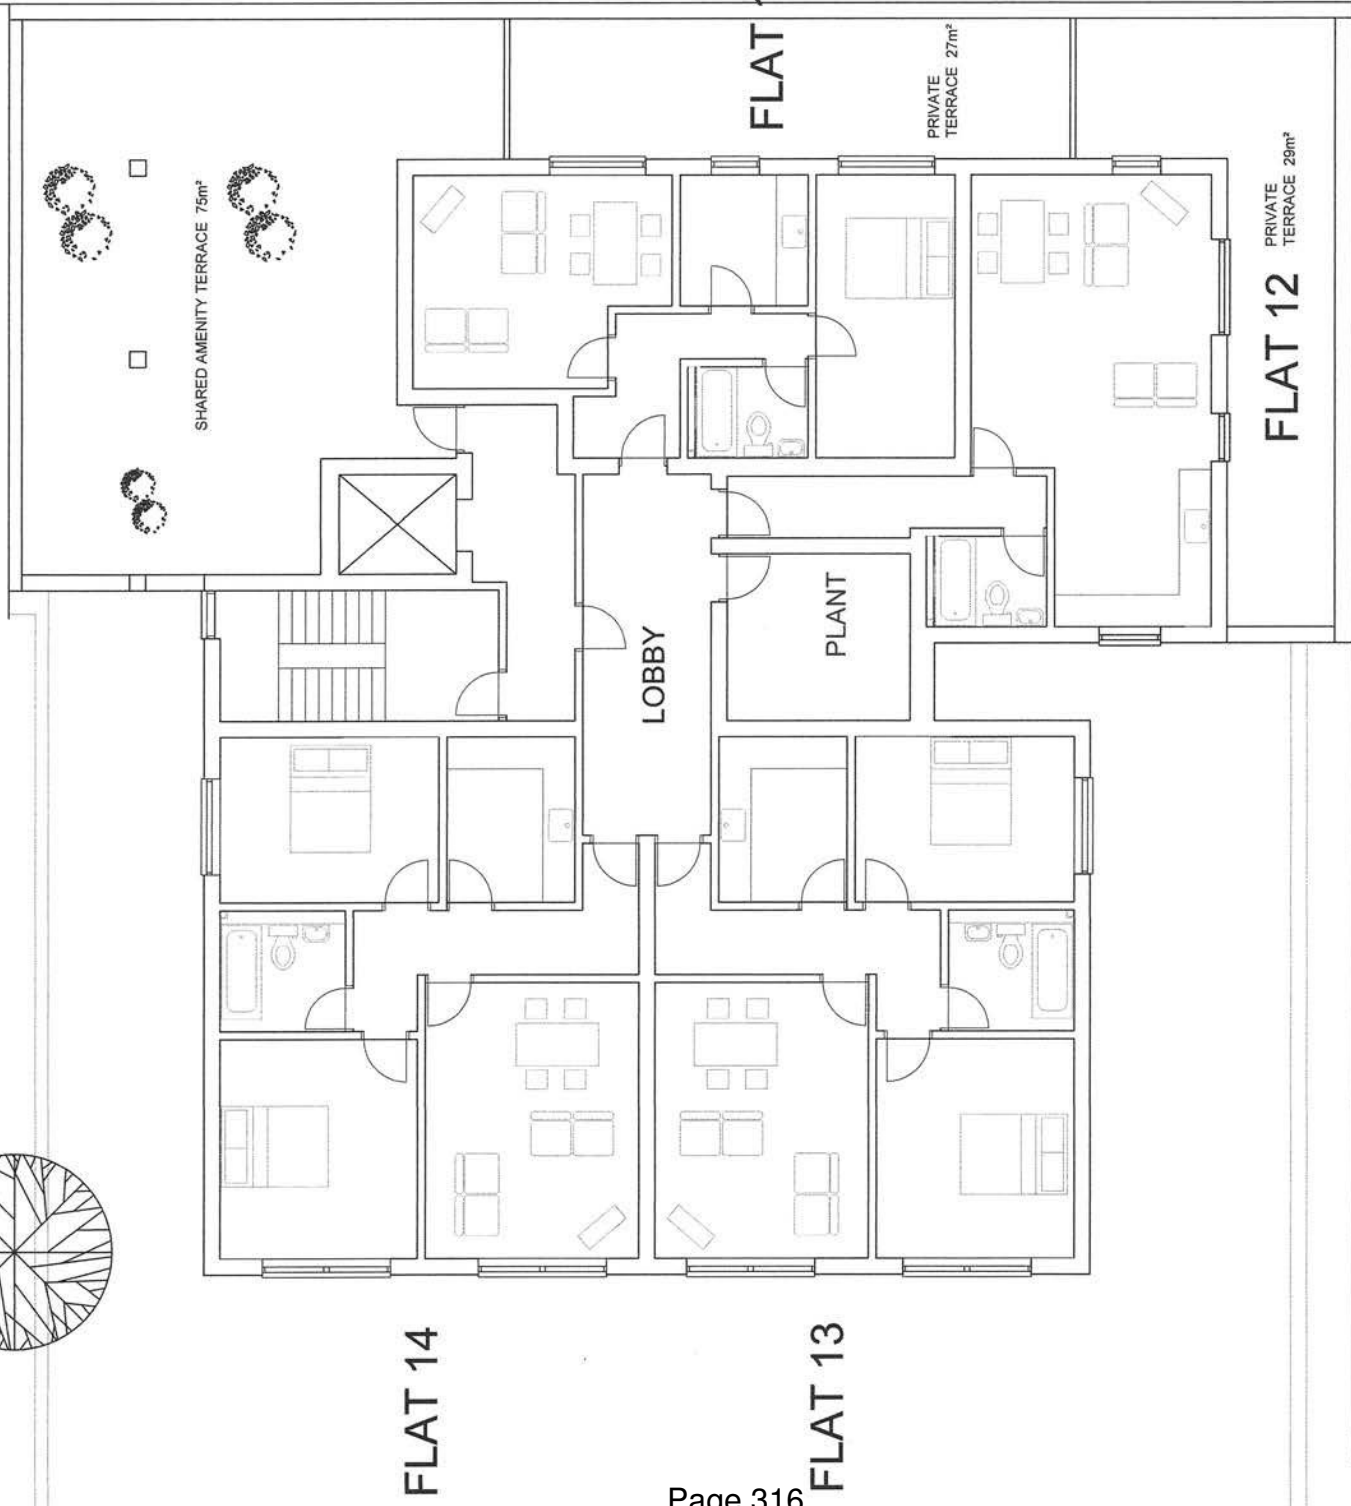 FLAT
PRIVATE
TERRACE 27m²
SHARED AMENITY TERRACE 75m²
PRIVATE
TERRACE 29m²
FLAT 12
PLANT
LOBBY
FLAT 14
FLAT 13
Page 316